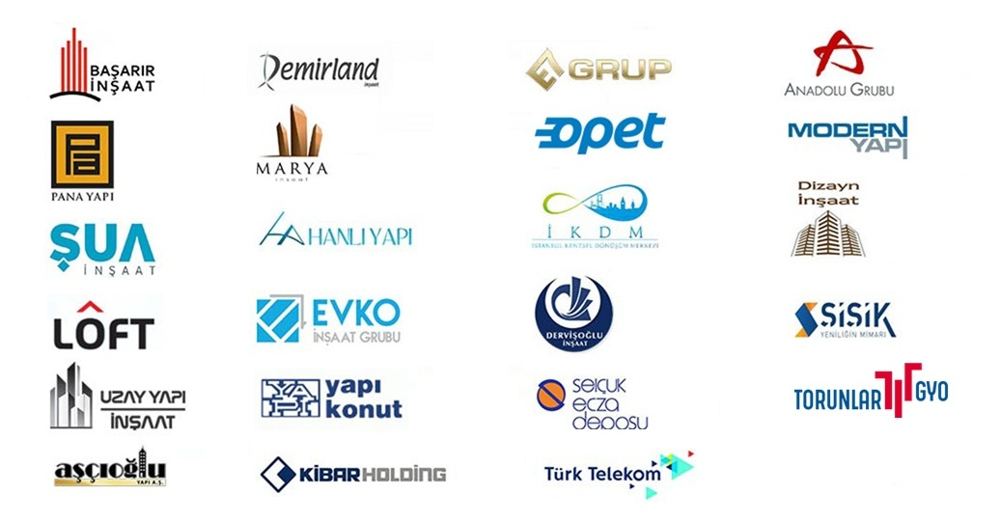 BAŞARIR
İNŞAAT
Demirland
inşaat
GRUP
ANADOLU GRUBU
PANA YAPI
MARYA
inşaat
opet
MODERN
YAPI
ŞUA
İNŞAAT
HANLI YAPI
İKDM
İSTANBUL KENTSEL DÖNÜŞÜM MERKEZİ
Dizayn
İnşaat
LÔFT
EVKO
İNŞAAT GRUBU
DERVİŞOĞLU
İNŞAAT
SİSİK
YENİLİĞİN MİMARI
UZAY YAPI
İNŞAAT
YAPI
yapı
konut
selçuk
ecza
deposu
TORUNLAR GYO
aşçıoğlu
YAPI A.Ş.
KİBAR HOLDING
Türk Telekom